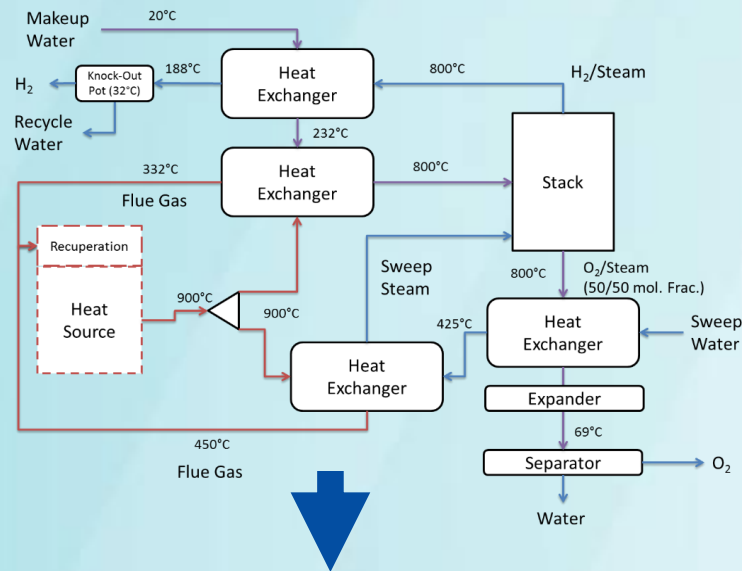 Makeup
Water
20°C
Heat
Exchanger
800°C
H₂/Steam
188°C
Knock-Out
Pot (32°C)
H₂
Recycle
Water
232°C
Heat
Exchanger
332°C
Flue Gas
800°C
Stack
Recuperation
Heat
Source
900°C
900°C
Sweep
Steam
800°C
O₂/Steam
(50/50 mol. Frac.)
425°C
Heat
Exchanger
Sweep
Water
Heat
Exchanger
Expander
450°C
Flue Gas
69°C
Separator
O₂
Water